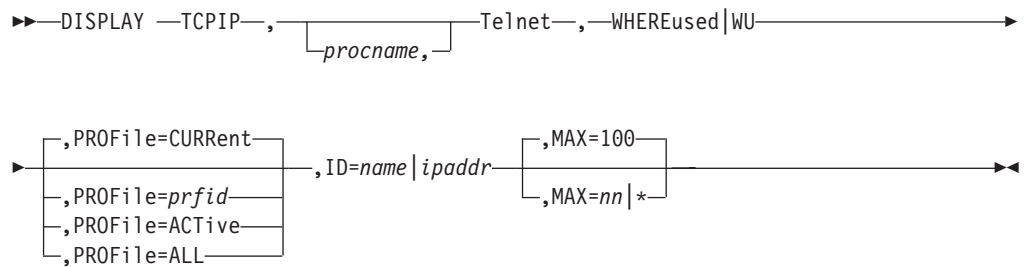 DISPLAY TCPIP , Telnet , WHEREused|WU
procname,
,PROFile=CURRent ,MAX=100
,ID=name|ipaddr
,PROFile=prfid ,MAX=nn|*
,PROFile=ACTive
,PROFile=ALL